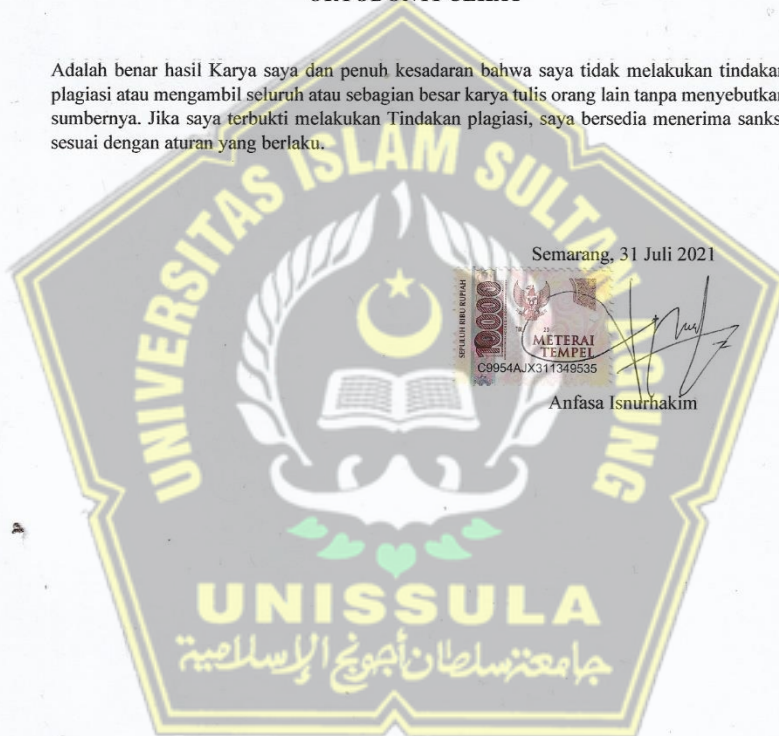 Adalah benar hasil Karya saya dan penuh kesadaran bahwa saya tidak melakukan tindakan
plagiasi atau mengambil seluruh atau sebagian besar karya tulis orang lain tanpa menyebutkan
sumbernya. Jika saya terbukti melakukan Tindakan plagiasi, saya bersedia menerima sanksi
sesuai dengan aturan yang berlaku.
UNIVERSITAS ISLAM SULTAN AGUNG
Semarang, 31 Juli 2021
SEPULUH RIBU RUPIAH
10000
METERAI
TEMPEL
C9954AJX311349535
Anfasa Isnurhakim
UNISSULA
جامعة سلطان أجونج الإسلامية